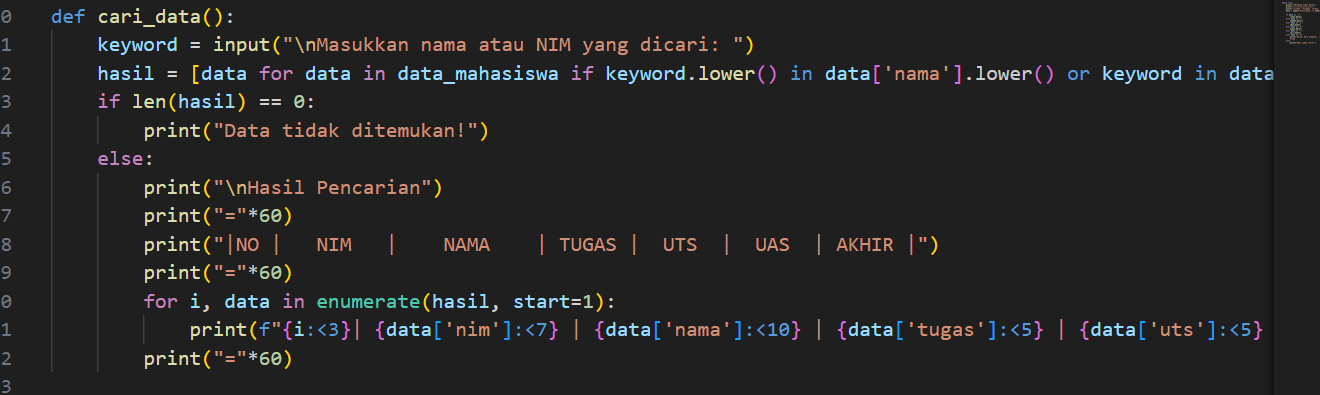 0 def cari_data():
1     keyword = input("\nMasukkan nama atau NIM yang dicari: ")
2     hasil = [data for data in data_mahasiswa if keyword.lower() in data['nama'].lower() or keyword in data
3     if len(hasil) == 0:
4         print("Data tidak ditemukan!")
5     else:
6         print("\nHasil Pencarian")
7         print("="*60)
8         print("|NO |   NIM   |    NAMA    | TUGAS |  UTS  |  UAS  | AKHIR |")
9         print("="*60)
0         for i, data in enumerate(hasil, start=1):
1             print(f"{i:<3}| {data['nim']:<7} | {data['nama']:<10} | {data['tugas']:<5} | {data['uts']:<5}
2         print("="*60)
3